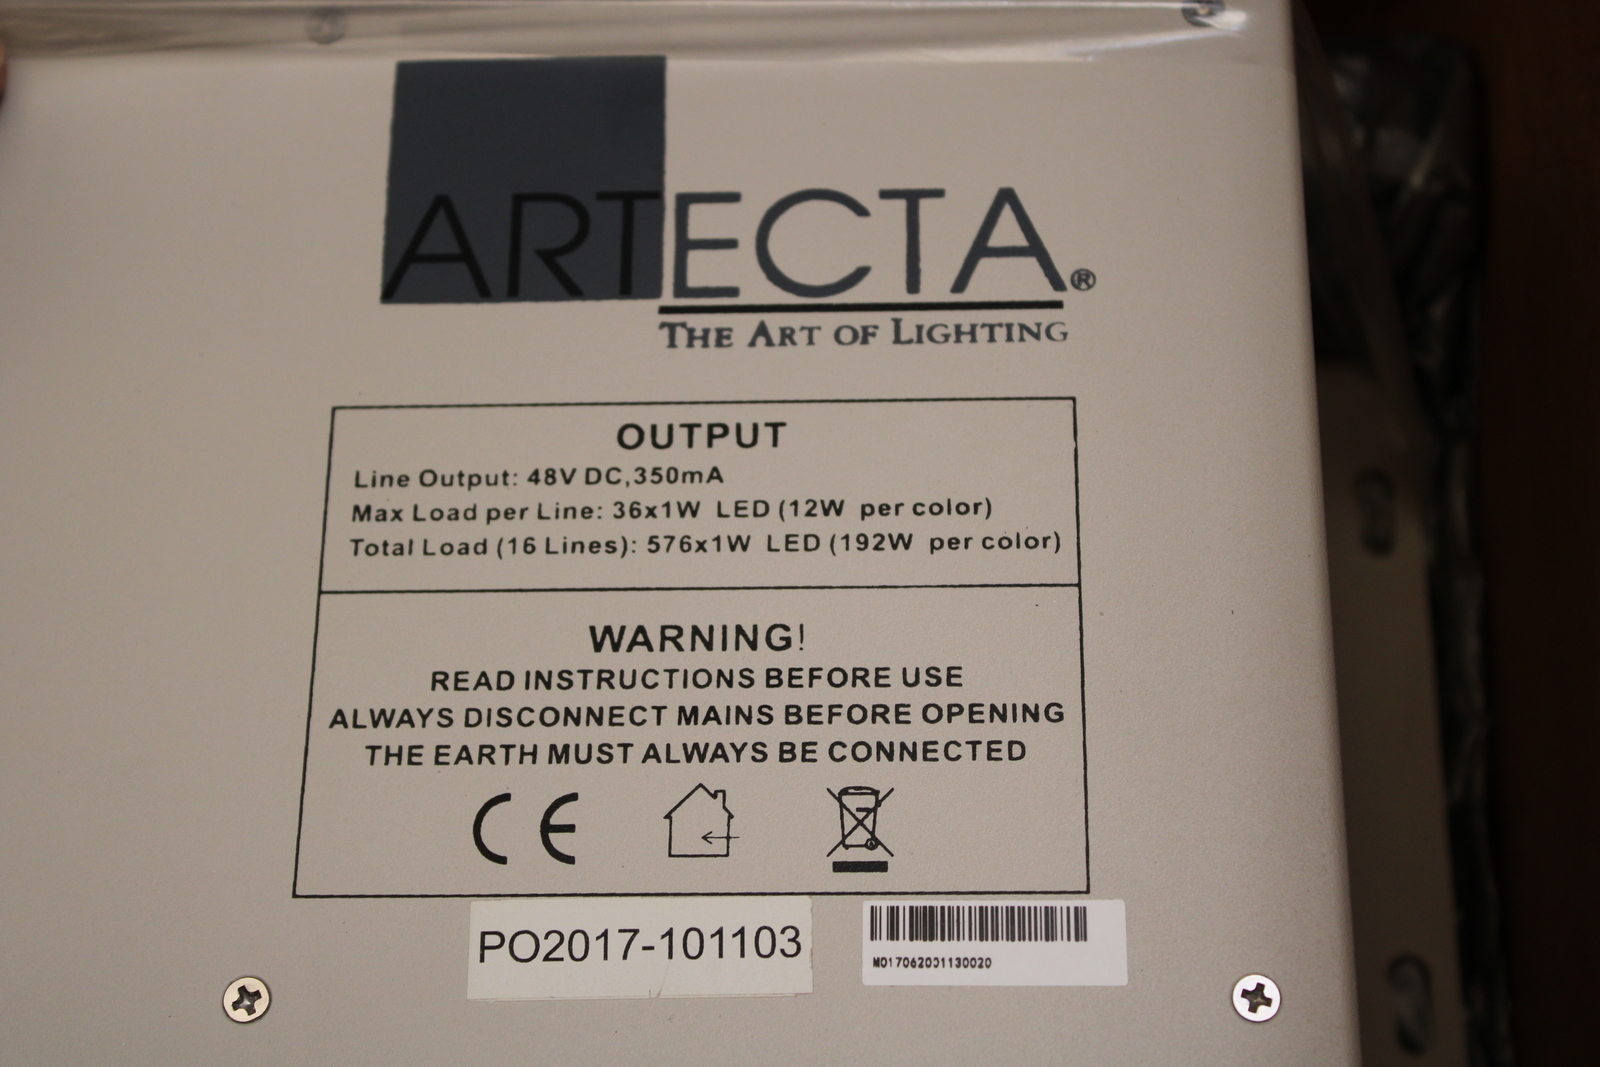 ARTECTA®
THE ART OF LIGHTING
OUTPUT
Line Output: 48V DC,350mA
Max Load per Line: 36x1W LED (12W per color)
Total Load (16 Lines): 576x1W LED (192W per color)
WARNING!
READ INSTRUCTIONS BEFORE USE
ALWAYS DISCONNECT MAINS BEFORE OPENING
THE EARTH MUST ALWAYS BE CONNECTED
CE
PO2017-101103
M017062001130020